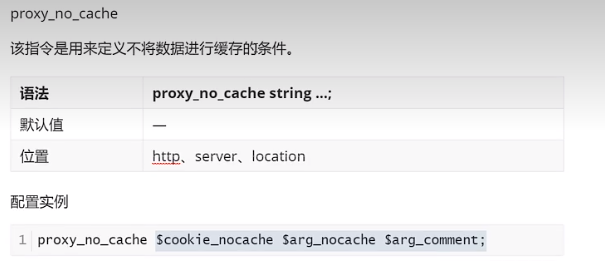 proxy_no_cache
该指令是用来定义不将数据进行缓存的条件。
语法 proxy_no_cache string ...;
默认值 —
位置 http、server、location
配置实例
1 proxy_no_cache $cookie_nocache $arg_nocache $arg_comment;